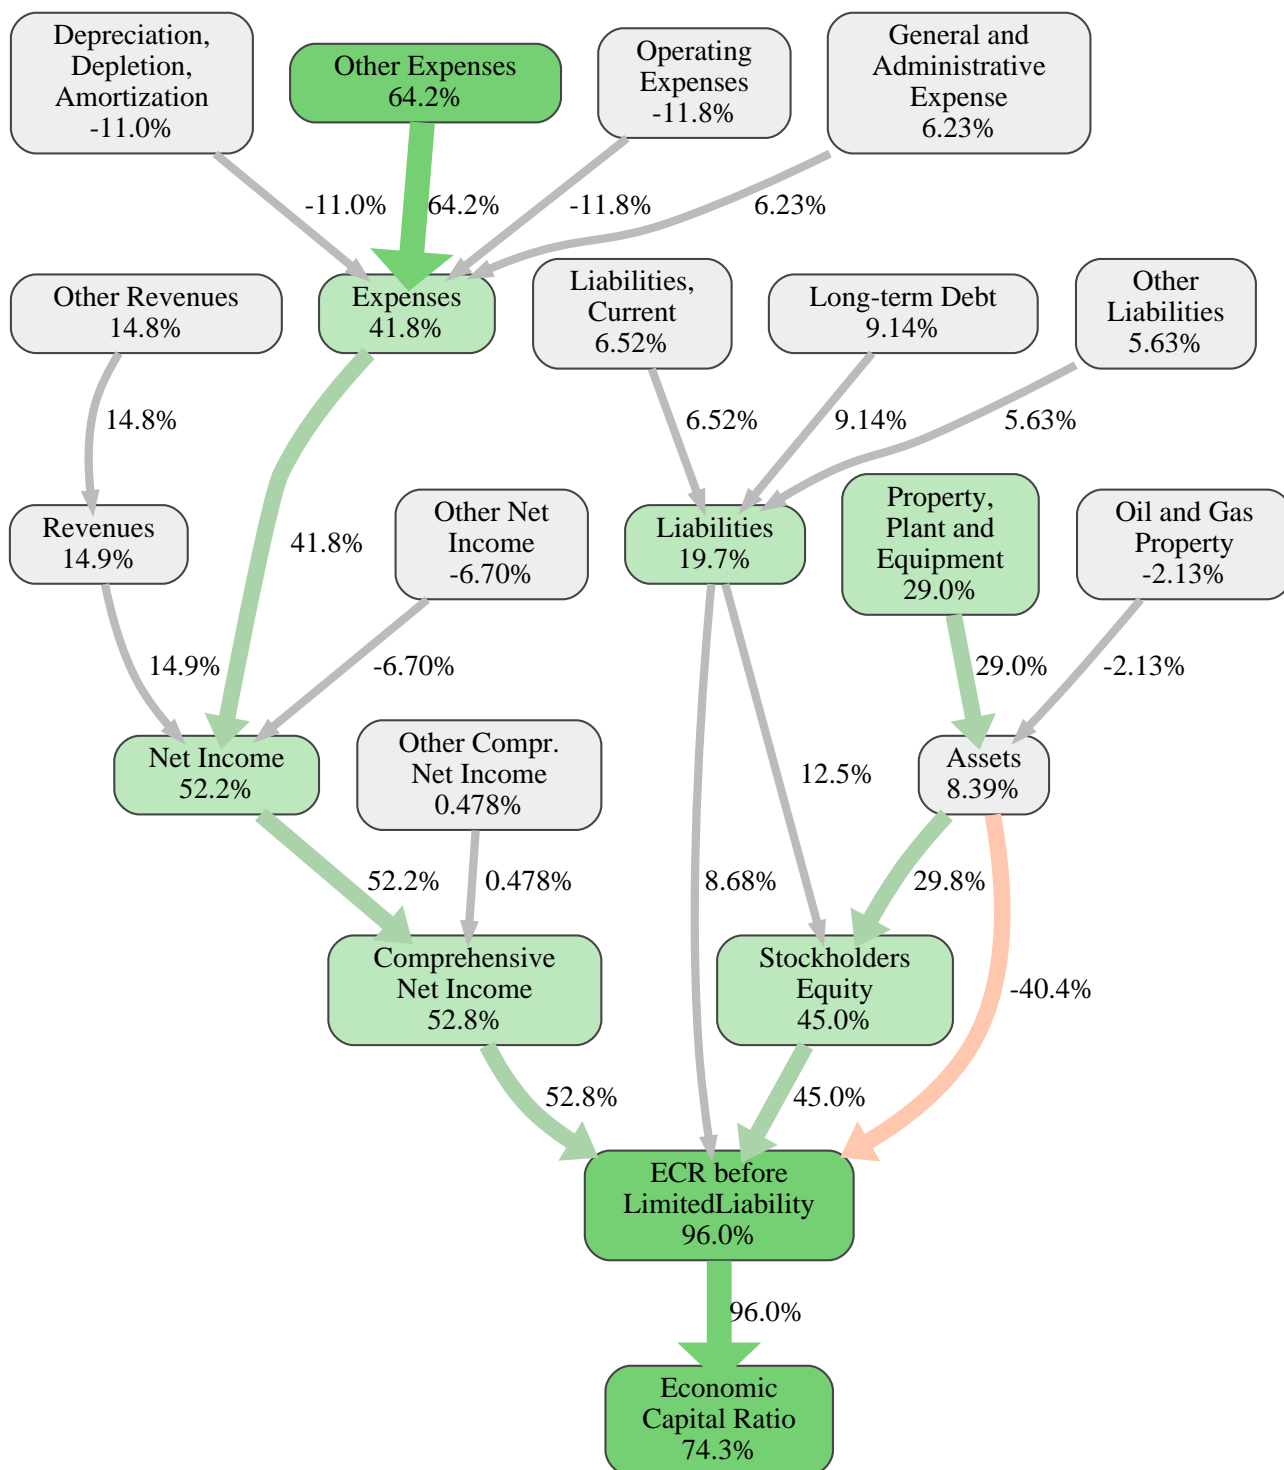 Depreciation,
Depletion,
Amortization
-11.0%
Other Expenses
64.2%
Operating
Expenses
-11.8%
General and
Administrative
Expense
6.23%
-11.0%
64.2%
-11.8%
6.23%
Other Revenues
14.8%
Expenses
41.8%
Liabilities,
Current
6.52%
Long-term Debt
9.14%
Other
Liabilities
5.63%
14.8%
6.52%
9.14%
5.63%
Revenues
14.9%
41.8%
Other Net
Income
-6.70%
Liabilities
19.7%
Property,
Plant and
Equipment
29.0%
Oil and Gas
Property
-2.13%
14.9%
-6.70%
29.0%
-2.13%
Net Income
52.2%
Other Compr.
Net Income
0.478%
12.5%
Assets
8.39%
52.2%
0.478%
8.68%
29.8%
-40.4%
Comprehensive
Net Income
52.8%
Stockholders
Equity
45.0%
52.8%
45.0%
ECR before
LimitedLiability
96.0%
96.0%
Economic
Capital Ratio
74.3%